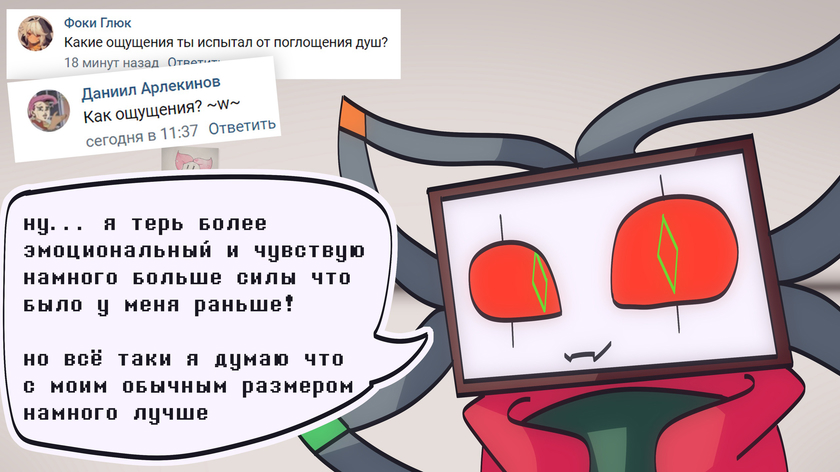 Фоки Глюк
Какие ощущения ты испытал от поглощения душ?
18 минут назад Ответить
Даниил Арлекинов
Как ощущения? ~w~
сегодня в 11:37 Ответить
ну... я терь более
эмоциональный и чувствую
намного больше силы что
было у меня раньше!
но всё таки я думаю что
с моим обычным размером
намного лучше